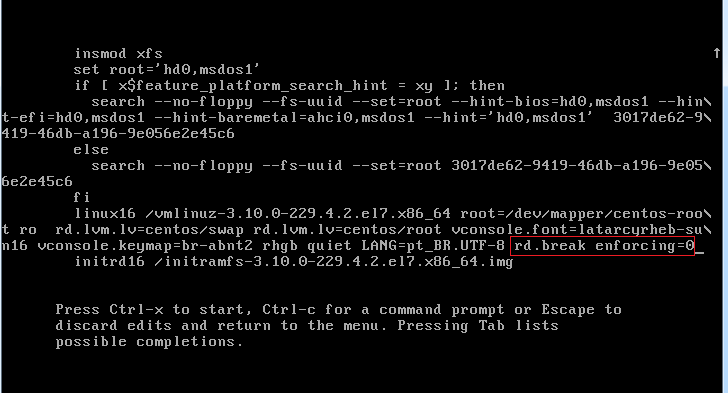 insmod xfs
set root='hd0,msdos1'
if [ x$feature_platform_search_hint = xy ]; then
search --no-floppy --fs-uuid --set=root --hint-bios=hd0,msdos1 --hin\
t-efi=hd0,msdos1 --hint-baremetal=ahci0,msdos1 --hint='hd0,msdos1'  3017de62-9\
419-46db-a196-9e056e2e45c6
else
search --no-floppy --fs-uuid --set=root 3017de62-9419-46db-a196-9e05\
6e2e45c6
fi
linux16 /vmlinuz-3.10.0-229.4.2.el7.x86_64 root=/dev/mapper/centos-roo\
t ro  rd.lvm.lv=centos/swap rd.lvm.lv=centos/root vconsole.font=latarcyrheb-su\
n16 vconsole.keymap=br-abnt2 rhgb quiet LANG=pt_BR.UTF-8 rd.break enforcing=0_
initrd16 /initramfs-3.10.0-229.4.2.el7.x86_64.img
Press Ctrl-x to start, Ctrl-c for a command prompt or Escape to
discard edits and return to the menu. Pressing Tab lists
possible completions.